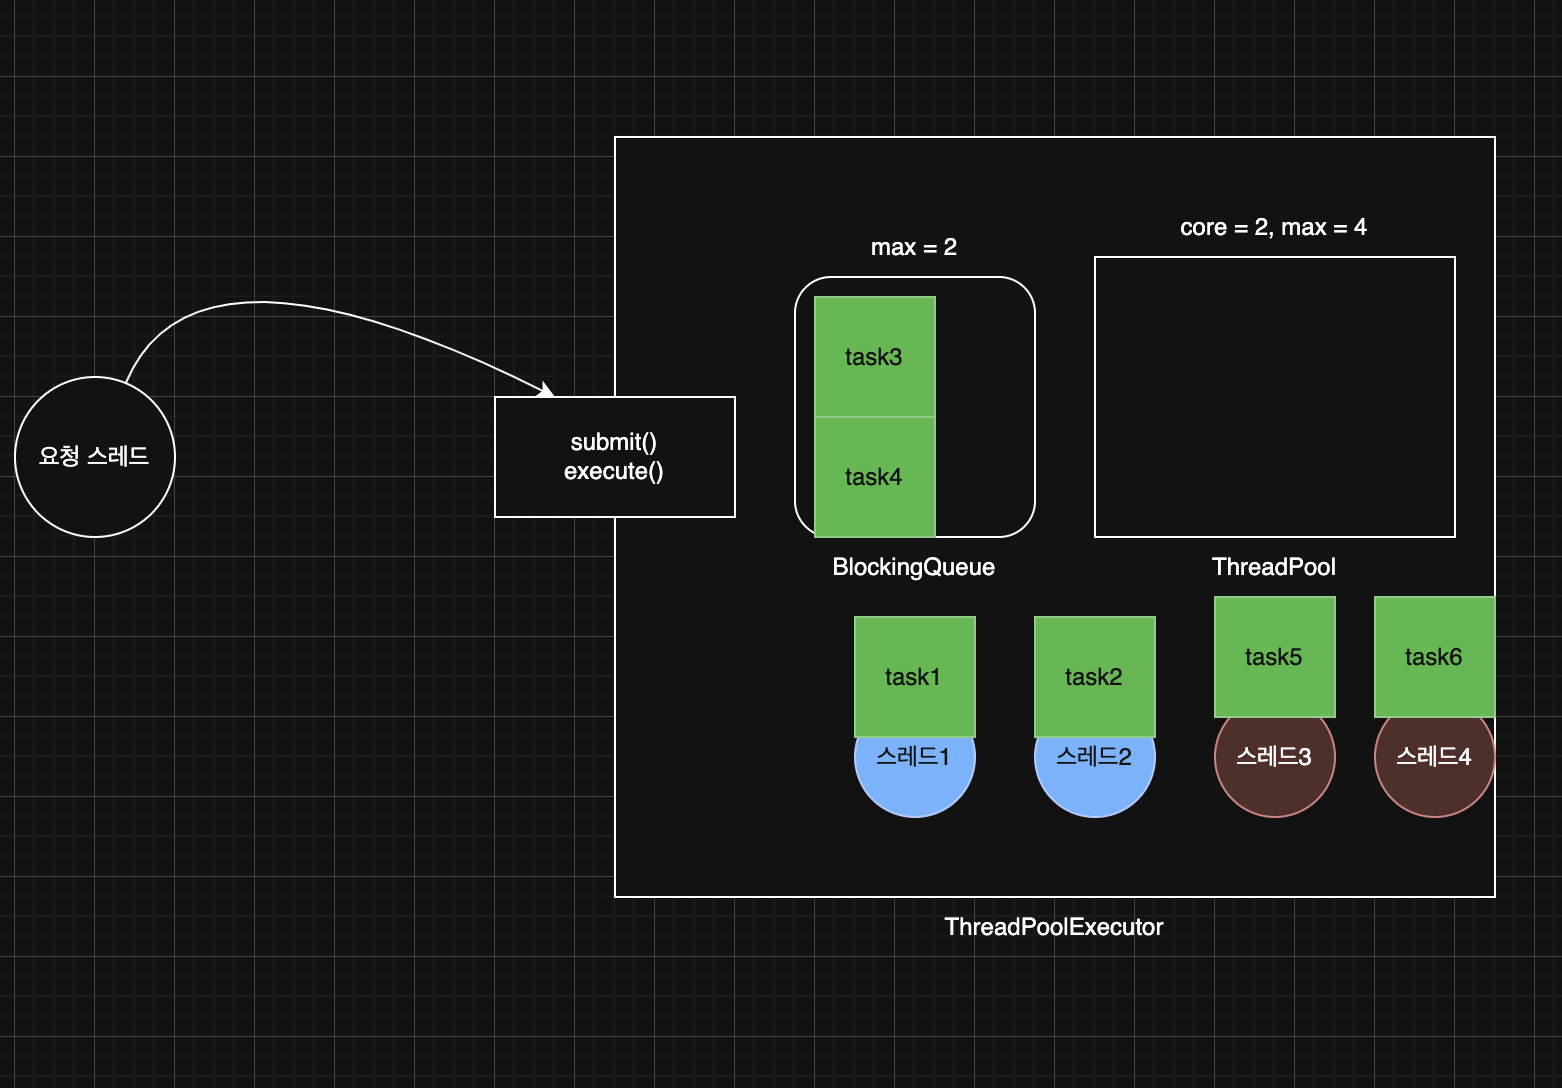 요청 스레드
submit()
execute()
max = 2
task3
task4
BlockingQueue
core = 2, max = 4
ThreadPool
task1
스레드1
task2
스레드2
task5
스레드3
task6
스레드4
ThreadPoolExecutor